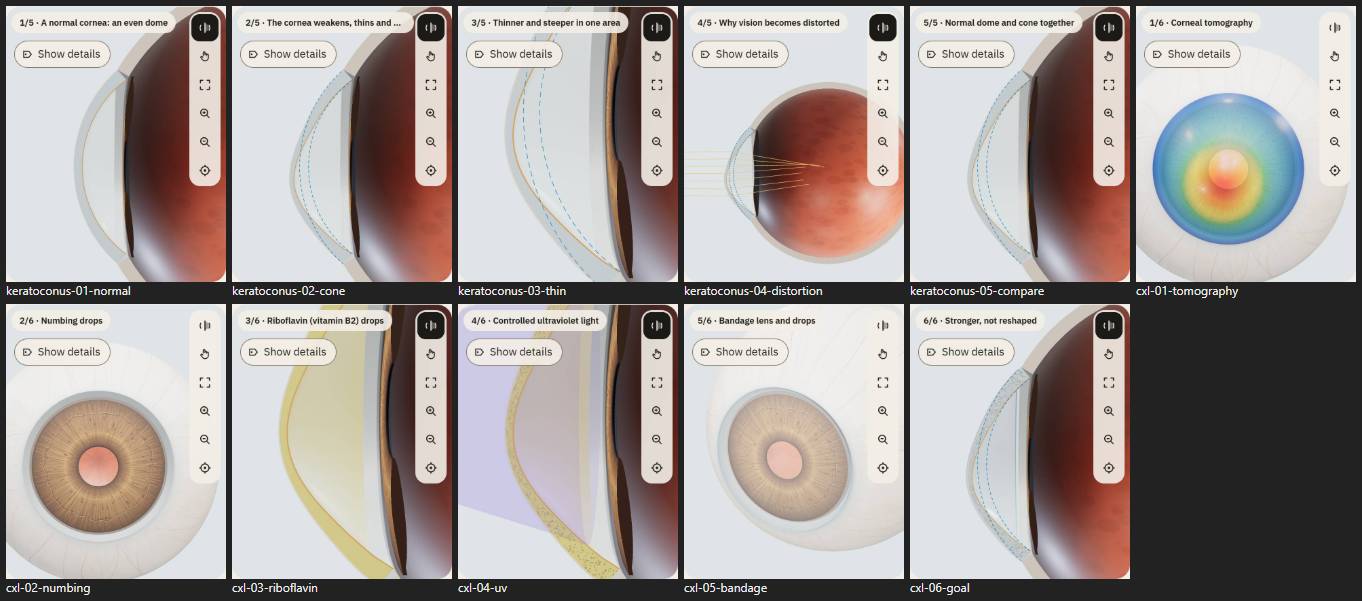 1/5 · A normal cornea: an even dome
Show details
keratoconus-01-normal
2/5 · The cornea weakens, thins and ...
Show details
keratoconus-02-cone
3/5 · Thinner and steeper in one area
Show details
keratoconus-03-thin
4/5 · Why vision becomes distorted
Show details
keratoconus-04-distortion
5/5 · Normal dome and cone together
Show details
keratoconus-05-compare
1/6 · Corneal tomography
Show details
cxl-01-tomography
2/6 · Numbing drops
Show details
cxl-02-numbing
3/6 · Riboflavin (vitamin B2) drops
Show details
cxl-03-riboflavin
4/6 · Controlled ultraviolet light
Show details
cxl-04-uv
5/6 · Bandage lens and drops
Show details
cxl-05-bandage
6/6 · Stronger, not reshaped
Show details
cxl-06-goal